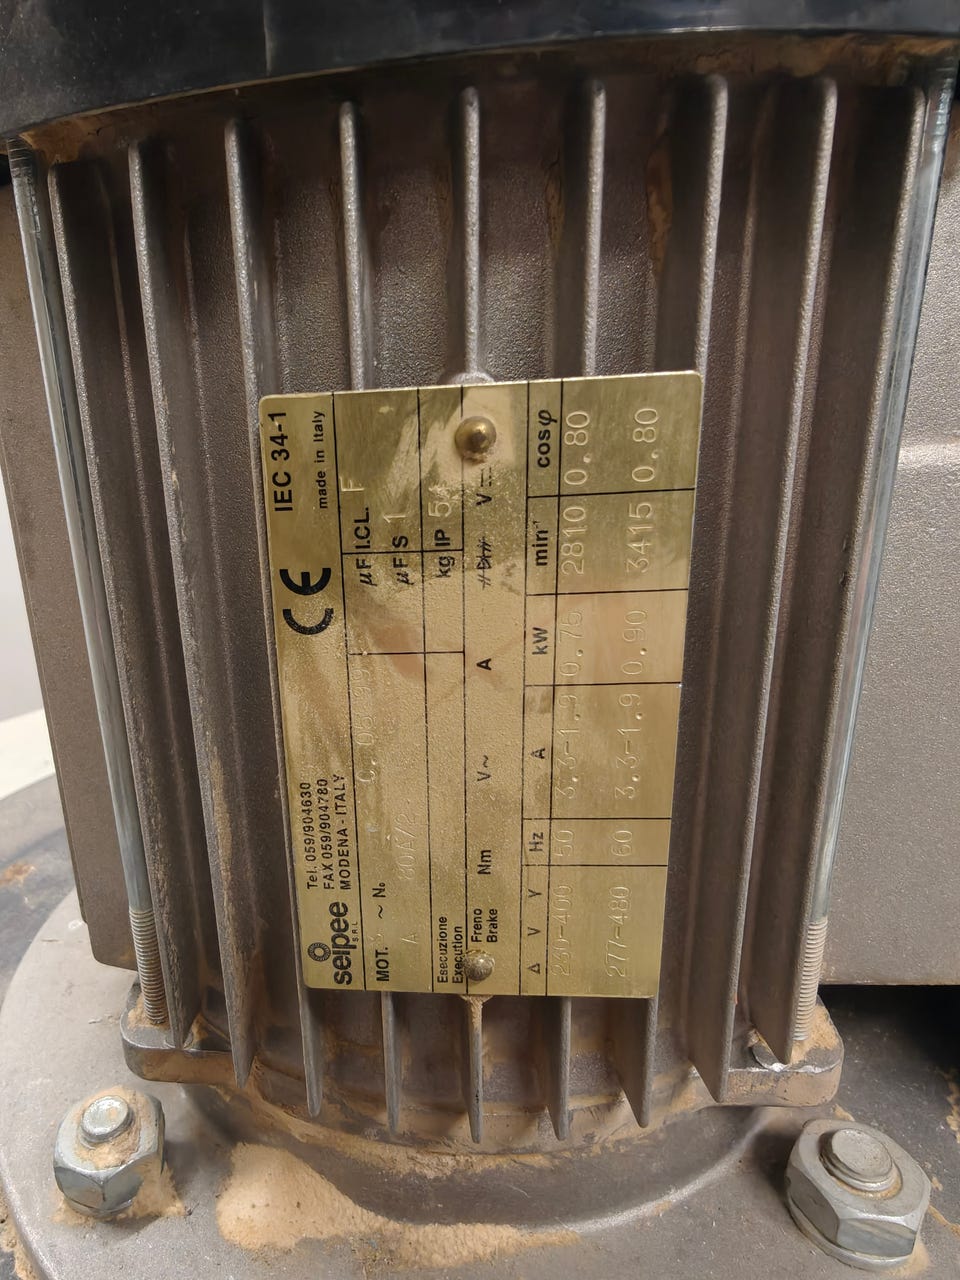 selpee
S.R.L.
Tel. 059/904630
FAX 059/904780
MODENA - ITALY
CE
IEC 34-1
made in Italy
MOT. ~ No
μF I.CL. F
A 80A/2
μF S 1
Esecuzione
Execution
kg IP
Freno
Brake
Nm V~ A V
Δ V Y Hz A kW min⁻¹ cosφ
230-400 50 3.3-1.9 0.75 2810 0.80
277-480 60 3.3-1.9 0.90 3415 0.80